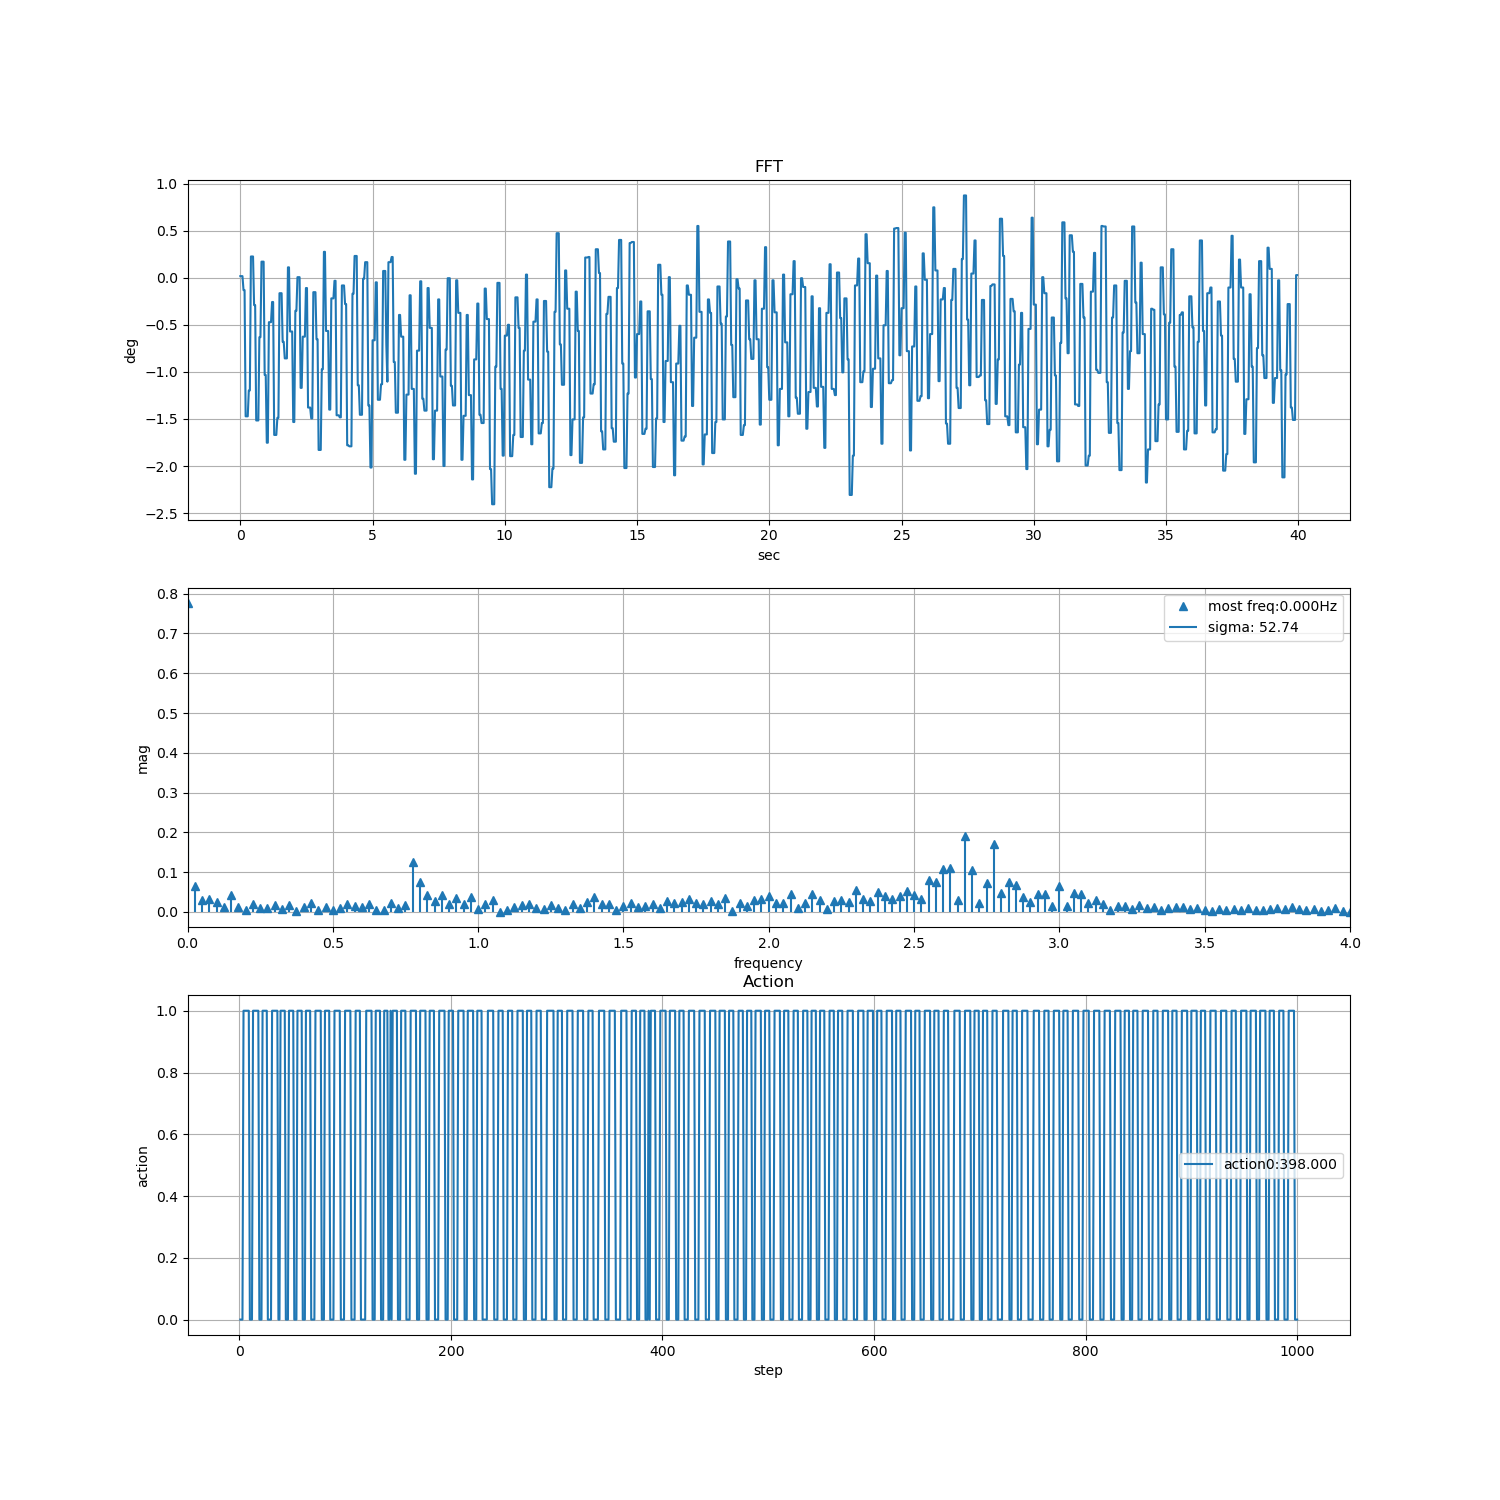 FFT
1.0
0.5
0.0
−0.5
−1.0
−1.5
−2.0
−2.5
deg
0 5 10 15 20 25 30 35 40
sec
0.8
0.7
0.6
0.5
0.4
0.3
0.2
0.1
0.0
mag
most freq:0.000Hz
sigma: 52.74
0.0 0.5 1.0 1.5 2.0 2.5 3.0 3.5 4.0
frequency
Action
1.0
0.8
0.6
0.4
0.2
0.0
action
action0:398.000
0 200 400 600 800 1000
step